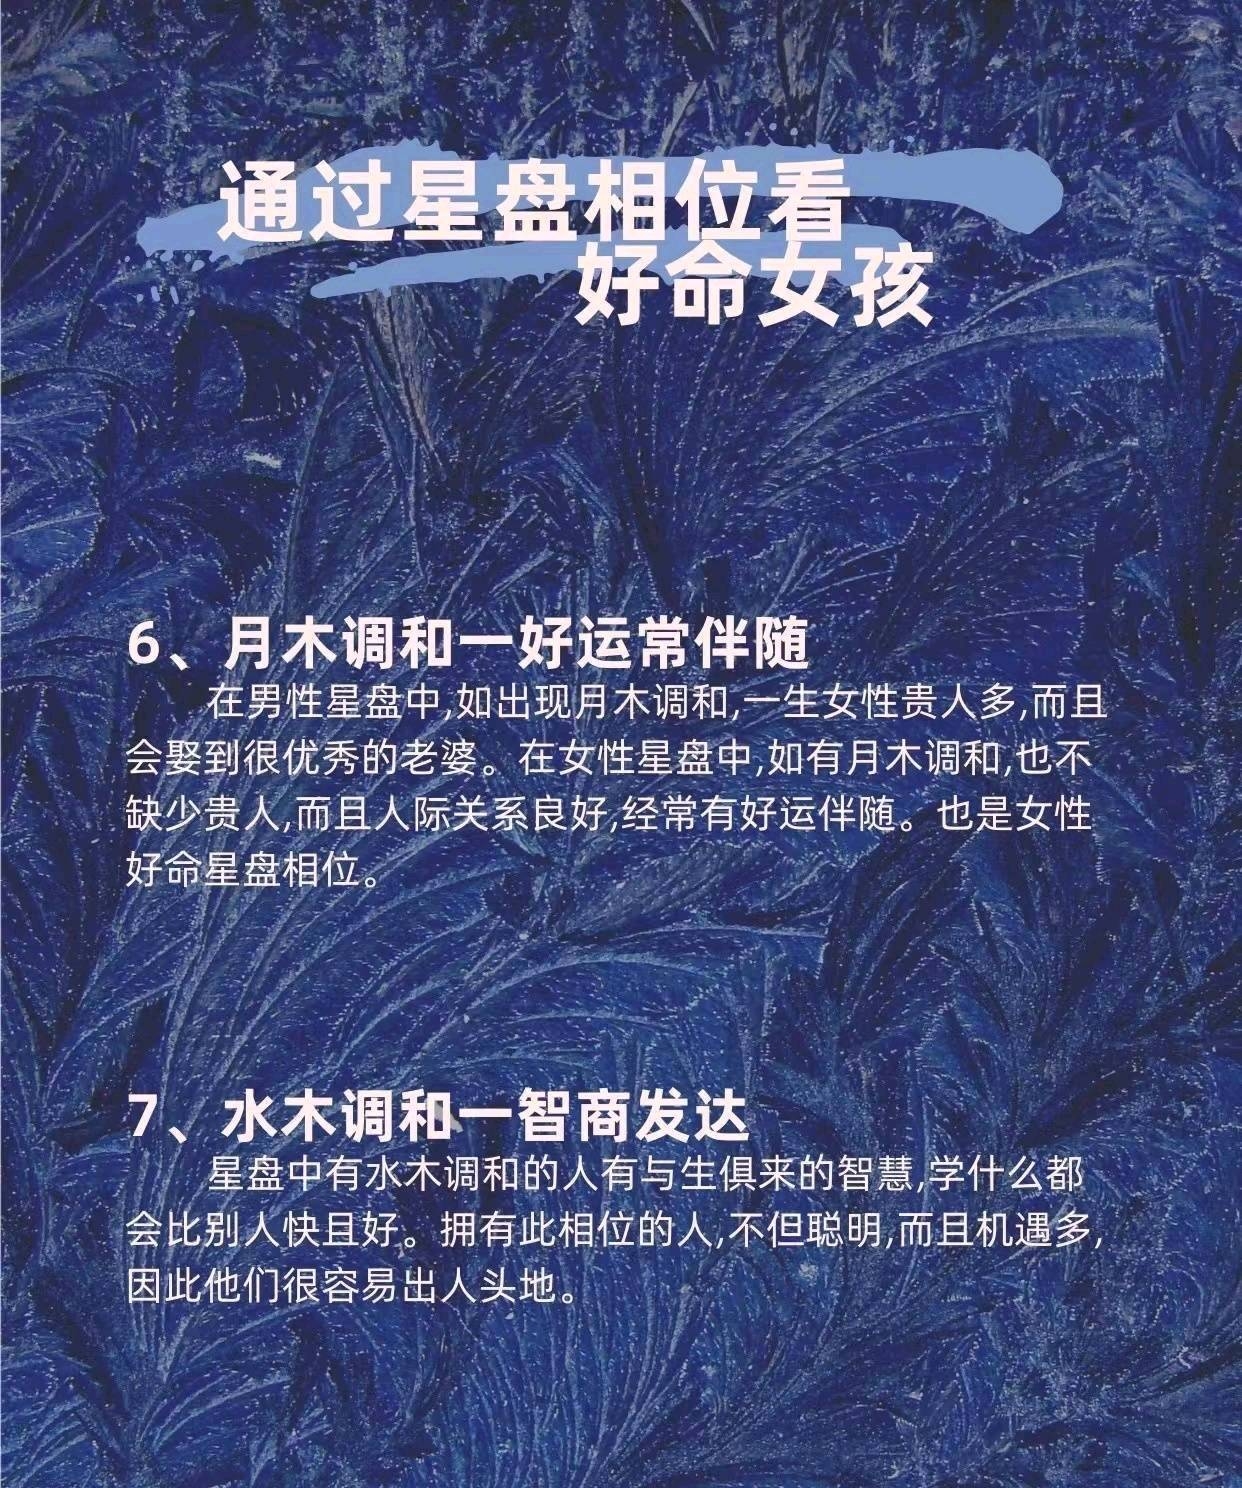 通过星盘相位看
好命女孩
6、月木调和一好运常伴随
在男性星盘中,如出现月木调和,一生女性贵人多,而且
会娶到很优秀的老婆。在女性星盘中,如有月木调和,也不
缺少贵人,而且人际关系良好,经常有好运伴随。也是女性
好命星盘相位。
7、水木调和一智商发达
星盘中有水木调和的人有与生俱来的智慧,学什么都
会比别人快且好。拥有此相位的人,不但聪明,而且机遇多,
因此他们很容易出人头地。